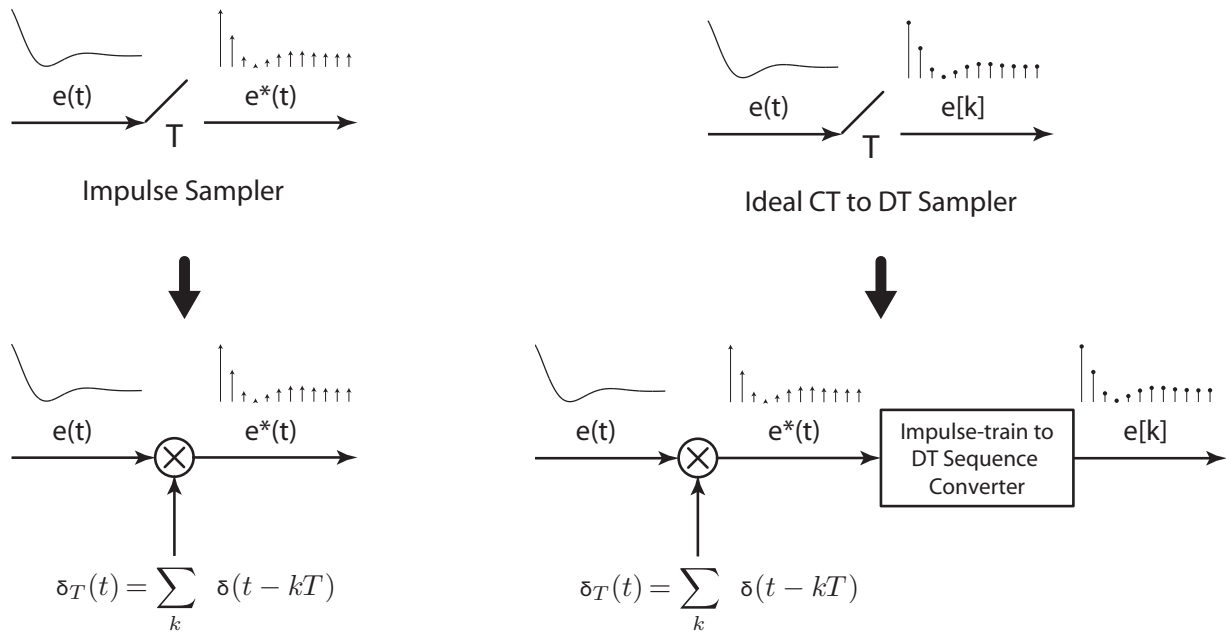 e(t)
e*(t)
T
Impulse Sampler
e(t)
e[k]
T
Ideal CT to DT Sampler
e(t)
e*(t)
δ_T(t) = ∑_k δ(t − kT)
e(t)
e*(t)
Impulse-train to
DT Sequence
Converter
e[k]
δ_T(t) = ∑_k δ(t − kT)